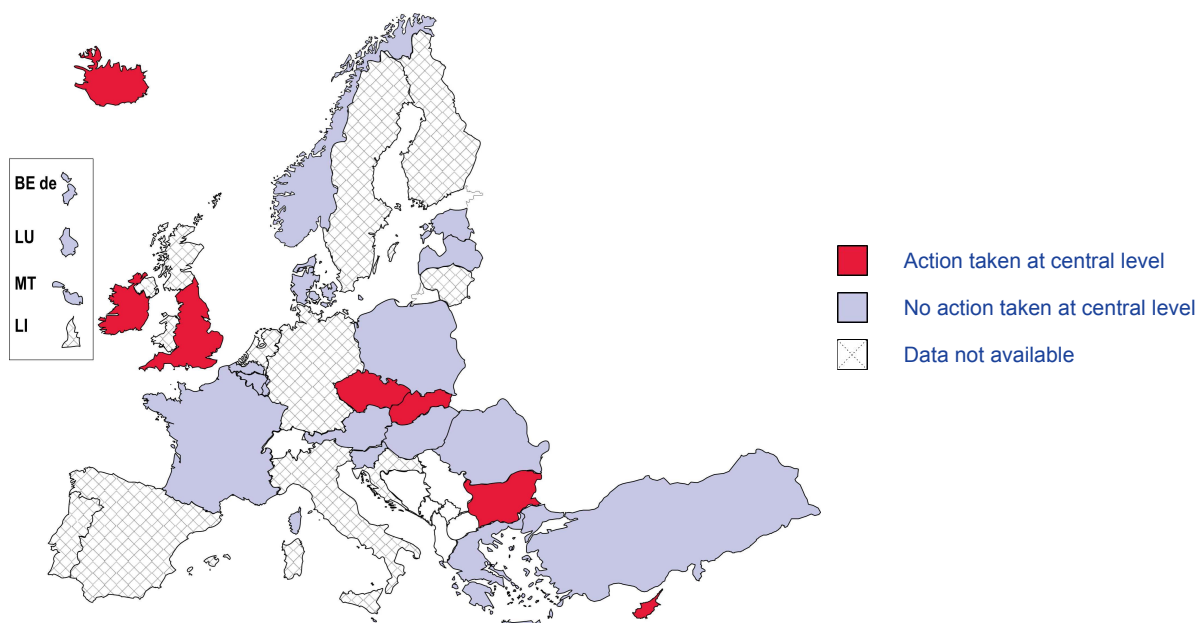 BE de
LU
MT
LI
Action taken at central level
No action taken at central level
Data not available